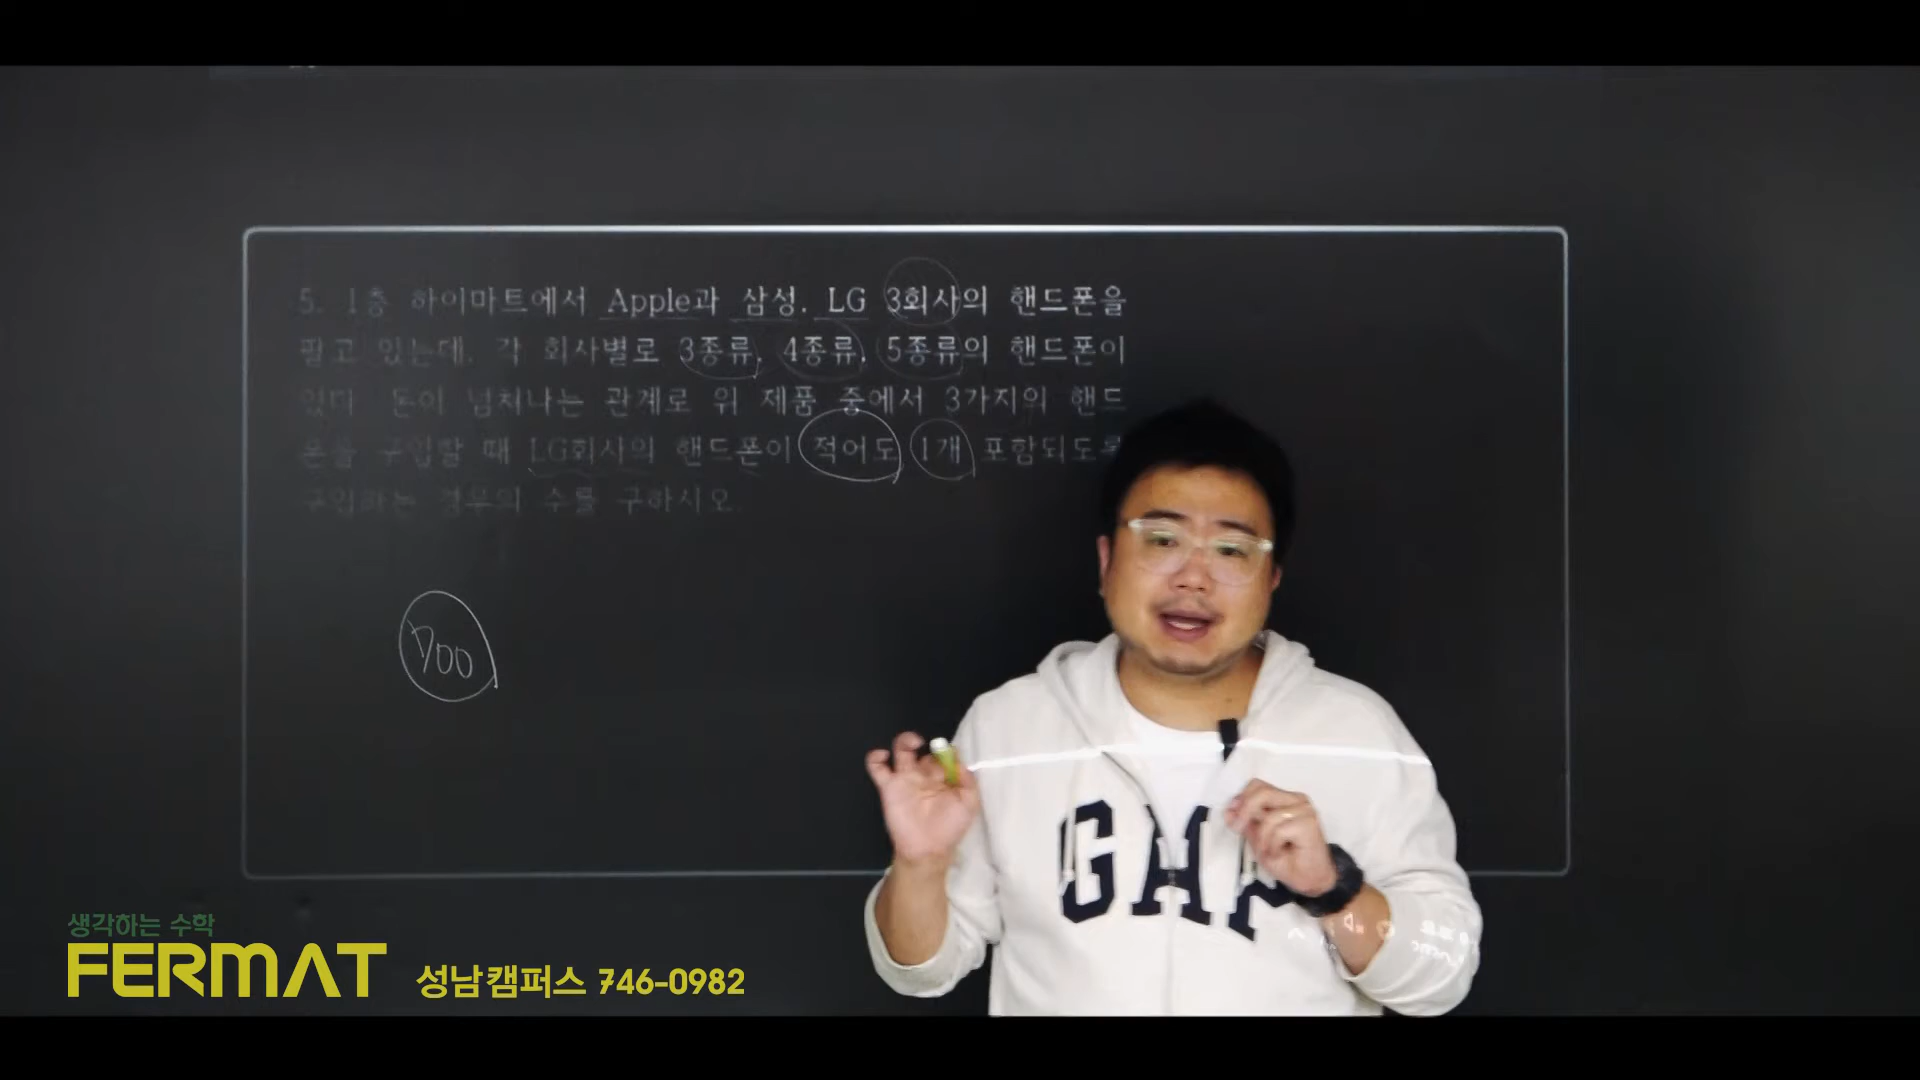 5. 1층 하이마트에서 Apple과 삼성, LG 3회사의 핸드폰을
팔고 있는데, 각 회사별로 3종류, 4종류, 5종류의 핸드폰이
있다 돈이 넘쳐나는 관계로 위 제품 중에서 3가지의 핸드
폰을 구입할 때 LG회사의 핸드폰이 적어도 1개 포함되도록
구입하는 경우의 수를 구하시오.
700
GAP
생각하는 수학
FERMAT 성남캠퍼스 746-0982